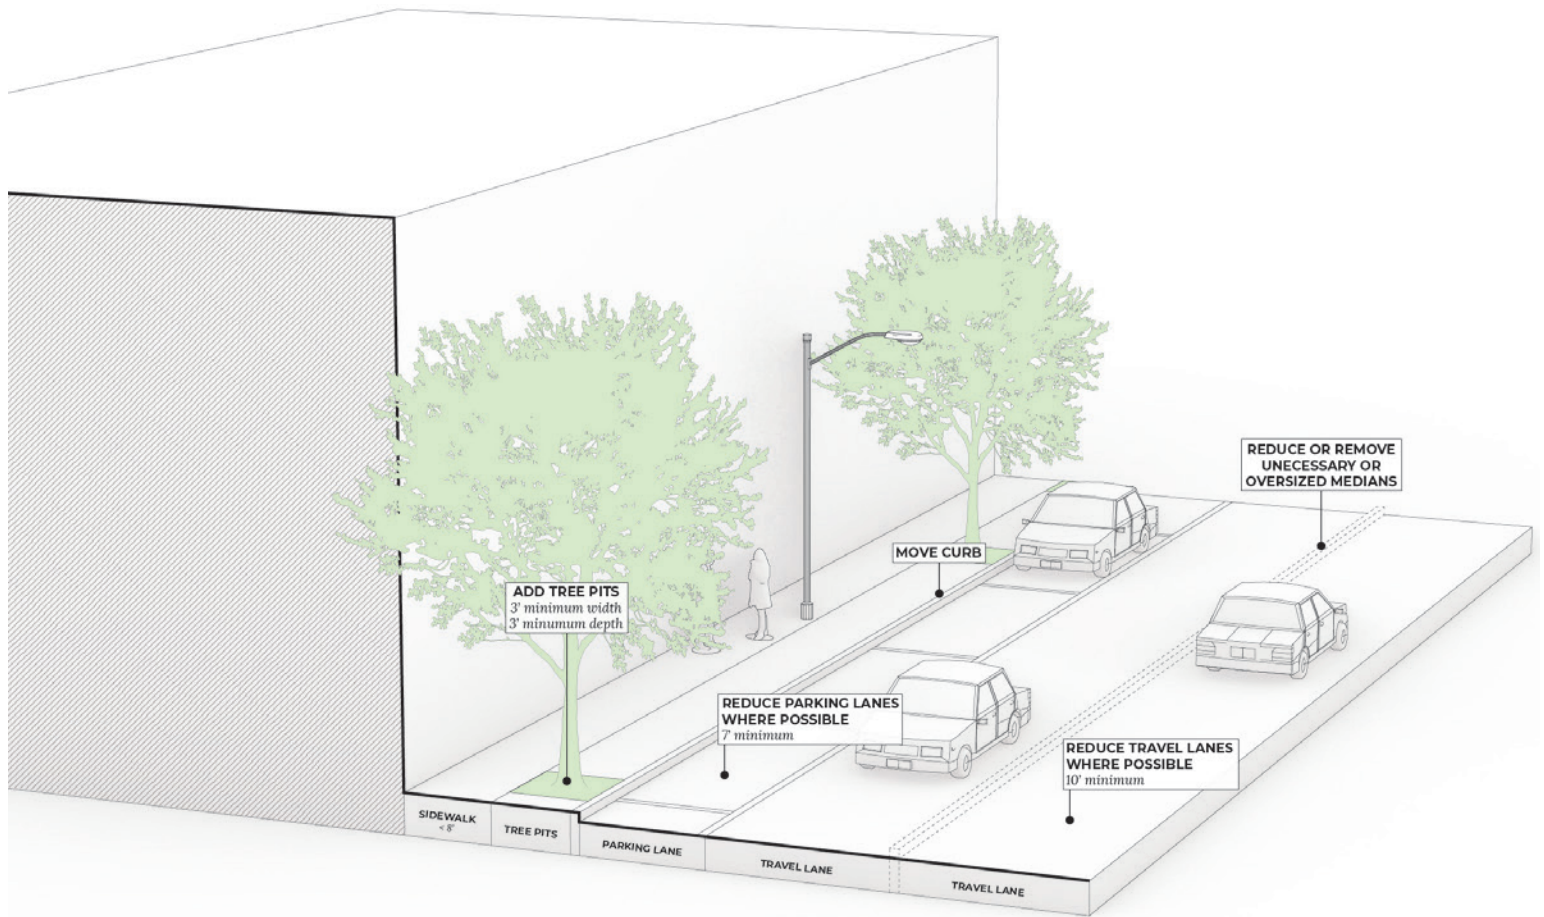 REDUCE OR REMOVE
UNECESSARY OR
OVERSIZED MEDIANS
MOVE CURB
ADD TREE PITS
3' minimum width
3' minumum depth
REDUCE PARKING LANES
WHERE POSSIBLE
7' minimum
REDUCE TRAVEL LANES
WHERE POSSIBLE
10' minimum
SIDEWALK
< 8'
TREE PITS
PARKING LANE
TRAVEL LANE
TRAVEL LANE